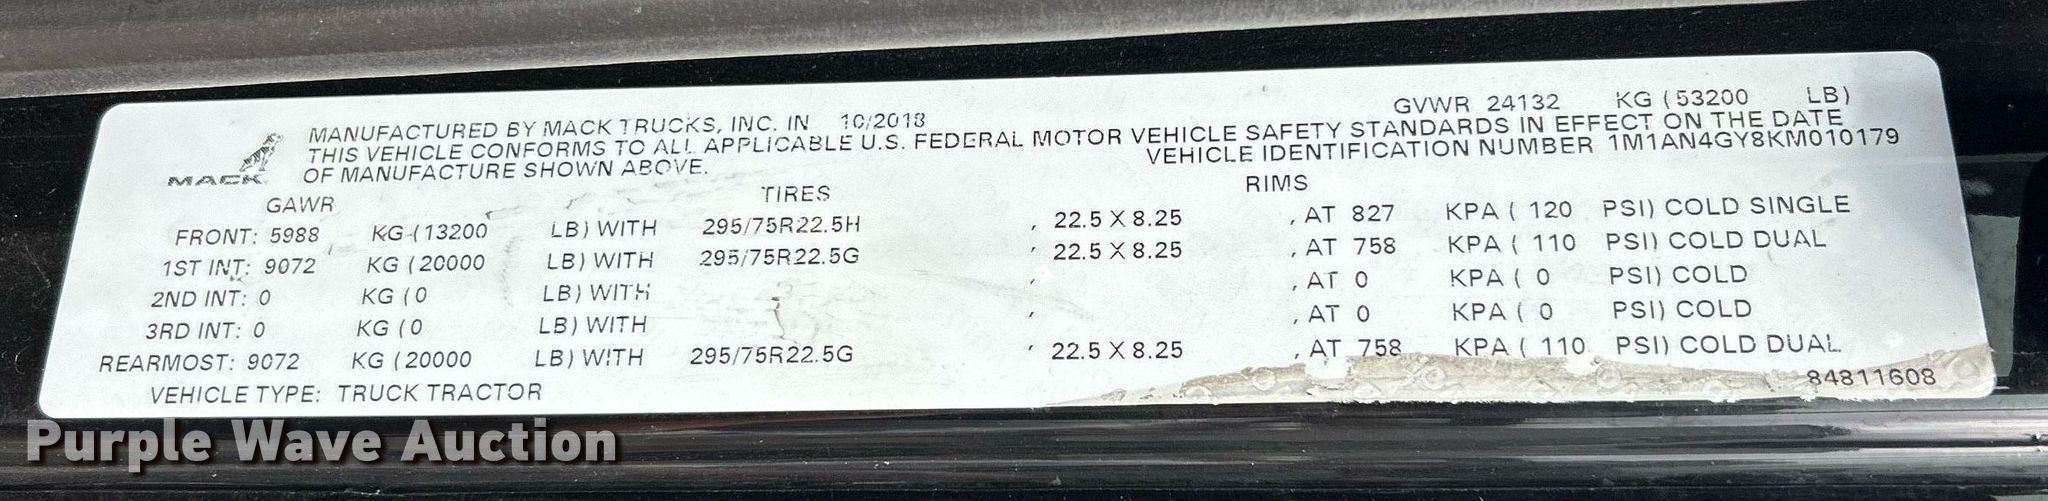 GVWR 24132 KG (53200 LB)
MANUFACTURED BY MACK TRUCKS, INC. IN 10/2018
THIS VEHICLE CONFORMS TO ALL APPLICABLE U.S. FEDERAL MOTOR VEHICLE SAFETY STANDARDS IN EFFECT ON THE DATE
OF MANUFACTURE SHOWN ABOVE. VEHICLE IDENTIFICATION NUMBER 1M1AN4GY8KM010179
MACK
GAWR TIRES RIMS
FRONT: 5988 KG (13200 LB) WITH 295/75R22.5H , 22.5 X 8.25 , AT 827 KPA ( 120 PSI) COLD SINGLE
1ST INT: 9072 KG (20000 LB) WITH 295/75R22.5G , 22.5 X 8.25 , AT 758 KPA ( 110 PSI) COLD DUAL
2ND INT: 0 KG (0 LB) WITH , , AT 0 KPA ( 0 PSI) COLD
3RD INT: 0 KG (0 LB) WITH , , AT 0 KPA ( 0 PSI) COLD
REARMOST: 9072 KG (20000 LB) WITH 295/75R22.5G , 22.5 X 8.25 , AT 758 KPA ( 110 PSI) COLD DUAL
VEHICLE TYPE: TRUCK TRACTOR 84811608
Purple Wave Auction